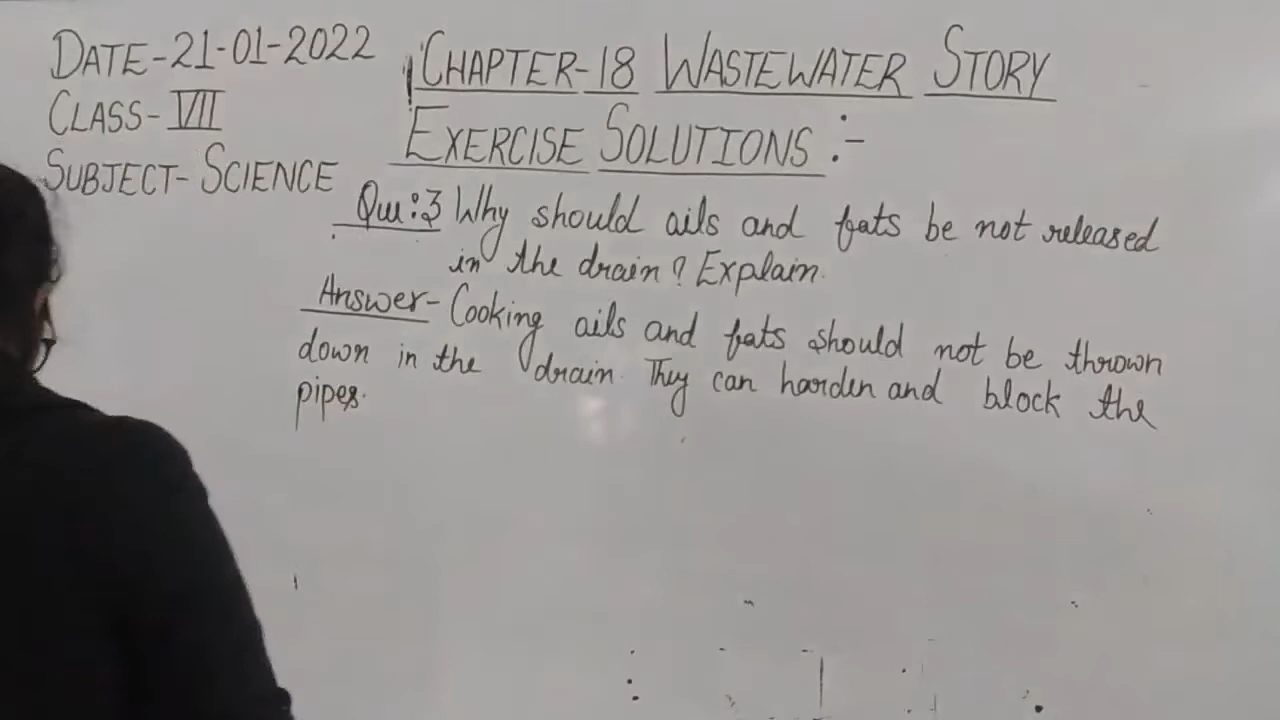 DATE-21-01-2022
CLASS-VII
SUBJECT-SCIENCE
CHAPTER-18 WASTEWATER STORY
EXERCISE SOLUTIONS :-
Qu:3 Why should oils and fats be not released
in the drain? Explain.
Answer- Cooking oils and fats should not be thrown
down in the drain. They can harden and block the
pipes.